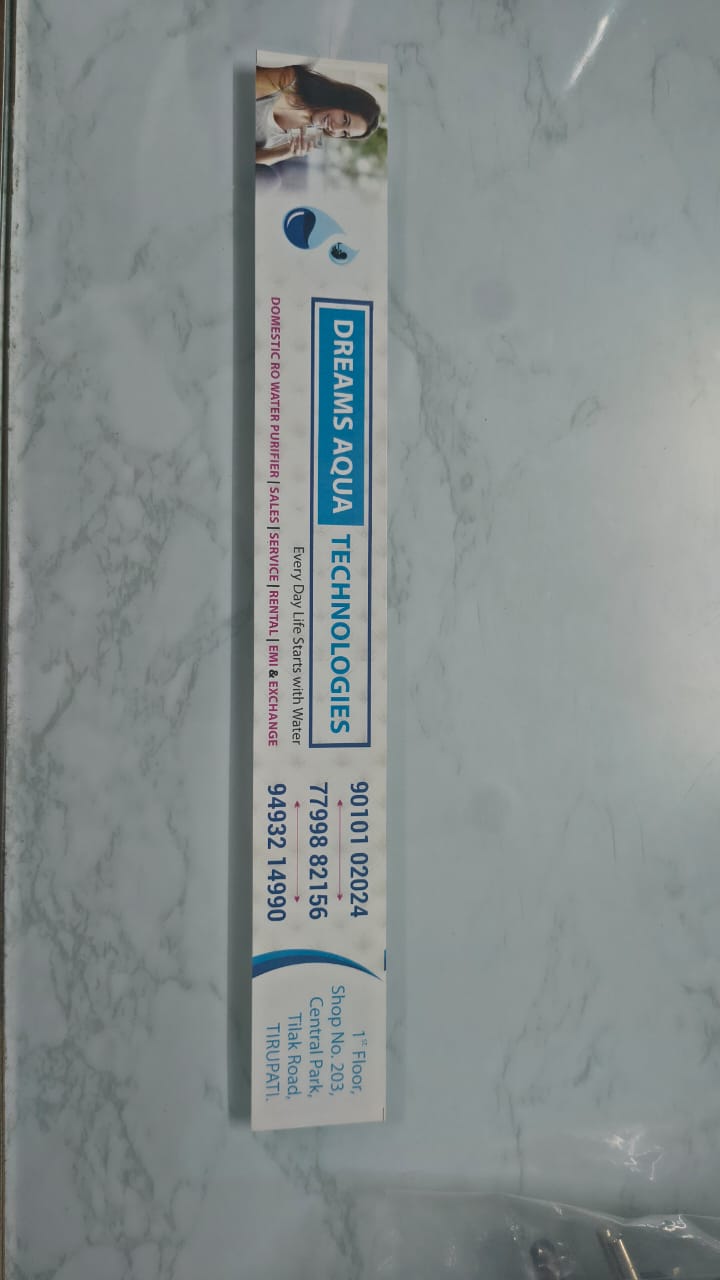 DREAMS AQUA TECHNOLOGIES
Every Day Life Starts with Water
DOMESTIC RO WATER PURIFIER | SALES | SERVICE | RENTAL | EMI & EXCHANGE
90101 02024
77998 82156
94932 14990
1st Floor,
Shop No. 203,
Central Park,
Tilak Road,
TIRUPATI.